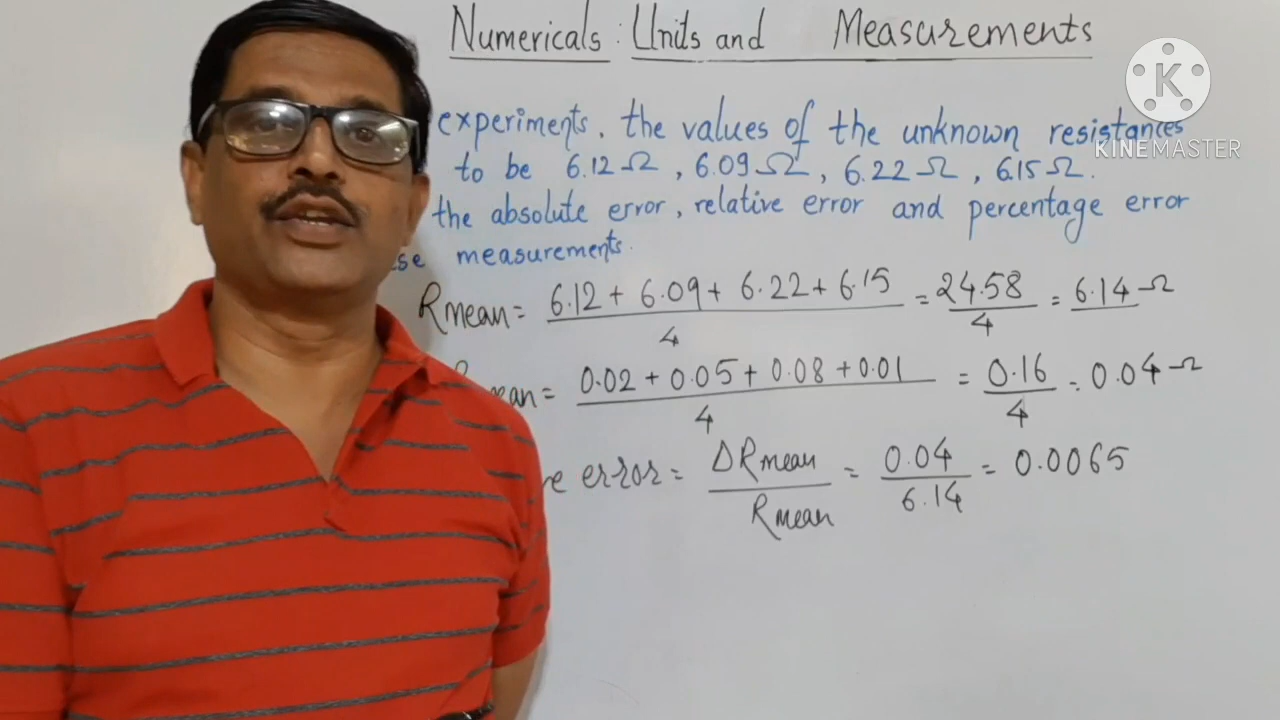 Numericals : Units and Measurements
K
KINEMASTER
experiments, the values of the unknown resistances
to be 6.12 Ω , 6.09 Ω , 6.22 Ω , 6.15 Ω .
the absolute error, relative error and percentage error
se measurements.
Rmean = 6.12 + 6.09 + 6.22 + 6.15 / 4 = 24.58 / 4 = 6.14 Ω
an = 0.02 + 0.05 + 0.08 + 0.01 / 4 = 0.16 / 4 = 0.04 Ω
e error = ΔRmean / Rmean = 0.04 / 6.14 = 0.0065